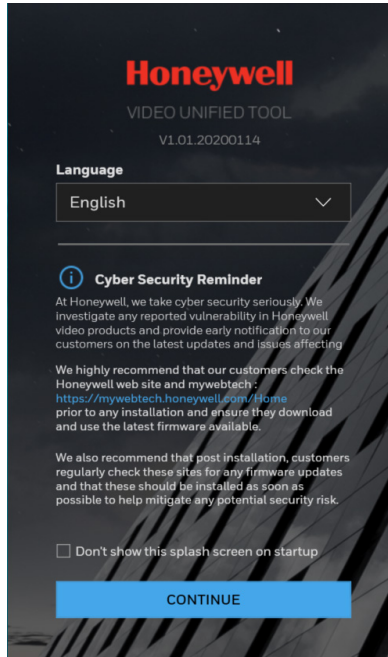 Honeywell
VIDEO UNIFIED TOOL
V1.01.20200114
Language
English
Cyber Security Reminder
At Honeywell, we take cyber security seriously. We
investigate any reported vulnerability in Honeywell
video products and provide early notification to our
customers on the latest updates and issues affecting
We highly recommend that our customers check the
Honeywell web site and mywebtech :
https://mywebtech.honeywell.com/Home
prior to any installation and ensure they download
and use the latest firmware available.
We also recommend that post installation, customers
regularly check these sites for any firmware updates
and that these should be installed as soon as
possible to help mitigate any potential security risk.
Don't show this splash screen on startup
CONTINUE